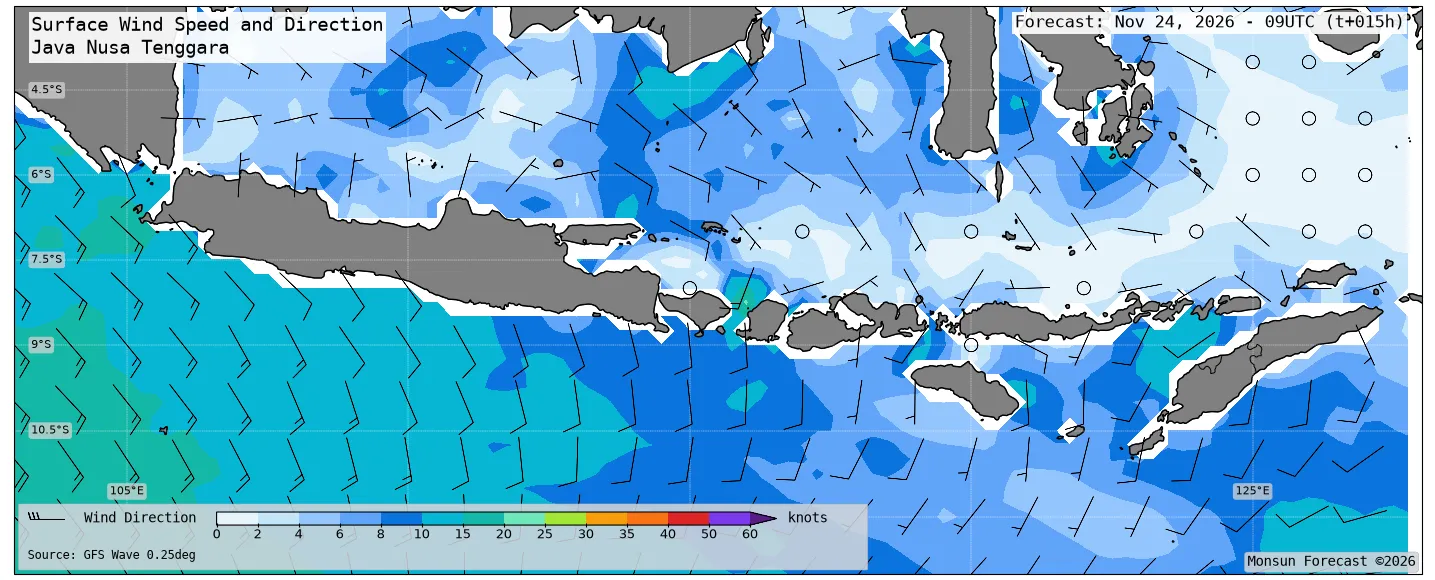 Surface Wind Speed and Direction
Java Nusa Tenggara
Forecast: Nov 24, 2026 - 09UTC (t+015h)
4.5°S
6°S
7.5°S
9°S
10.5°S
105°E
125°E
Wind Direction
0 2 4 6 8 10 15 20 25 30 35 40 50 60
knots
Source: GFS Wave 0.25deg
Monsun Forecast ©2026